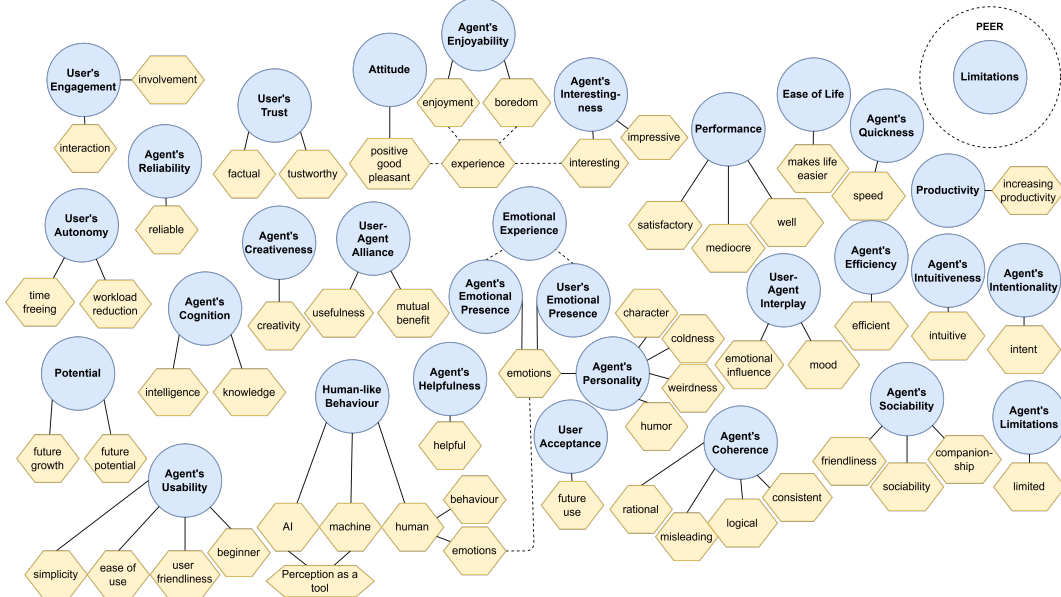 PEER
Limitations
User's
Engagement
involvement
interaction
User's
Trust
factual
tustworthy
Attitude
positive
good
pleasant
Agent's
Enjoyability
enjoyment
boredom
experience
Agent's
Interesting-
ness
impressive
interesting
Performance
satisfactory
mediocre
well
Ease of Life
makes life
easier
Agent's
Quickness
speed
Productivity
increasing
productivity
Agent's
Reliability
reliable
User's
Autonomy
time
freeing
workload
reduction
Agent's
Creativeness
creativity
User-
Agent
Alliance
usefulness
mutual
benefit
Emotional
Experience
Agent's
Emotional
Presence
User's
Emotional
Presence
emotions
Agent's
Personality
character
coldness
weirdness
humor
User-
Agent
Interplay
emotional
influence
mood
Agent's
Efficiency
efficient
Agent's
Intuitiveness
intuitive
Agent's
Intentionality
intent
Agent's
Cognition
intelligence
knowledge
Potential
future
growth
future
potential
Human-like
Behaviour
AI
machine
human
behaviour
emotions
Perception as a
tool
Agent's
Helpfulness
helpful
User
Acceptance
future
use
Agent's
Coherence
rational
misleading
logical
consistent
Agent's
Sociability
friendliness
sociability
companion-
ship
Agent's
Limitations
limited
Agent's
Usability
simplicity
ease of
use
user
friendliness
beginner